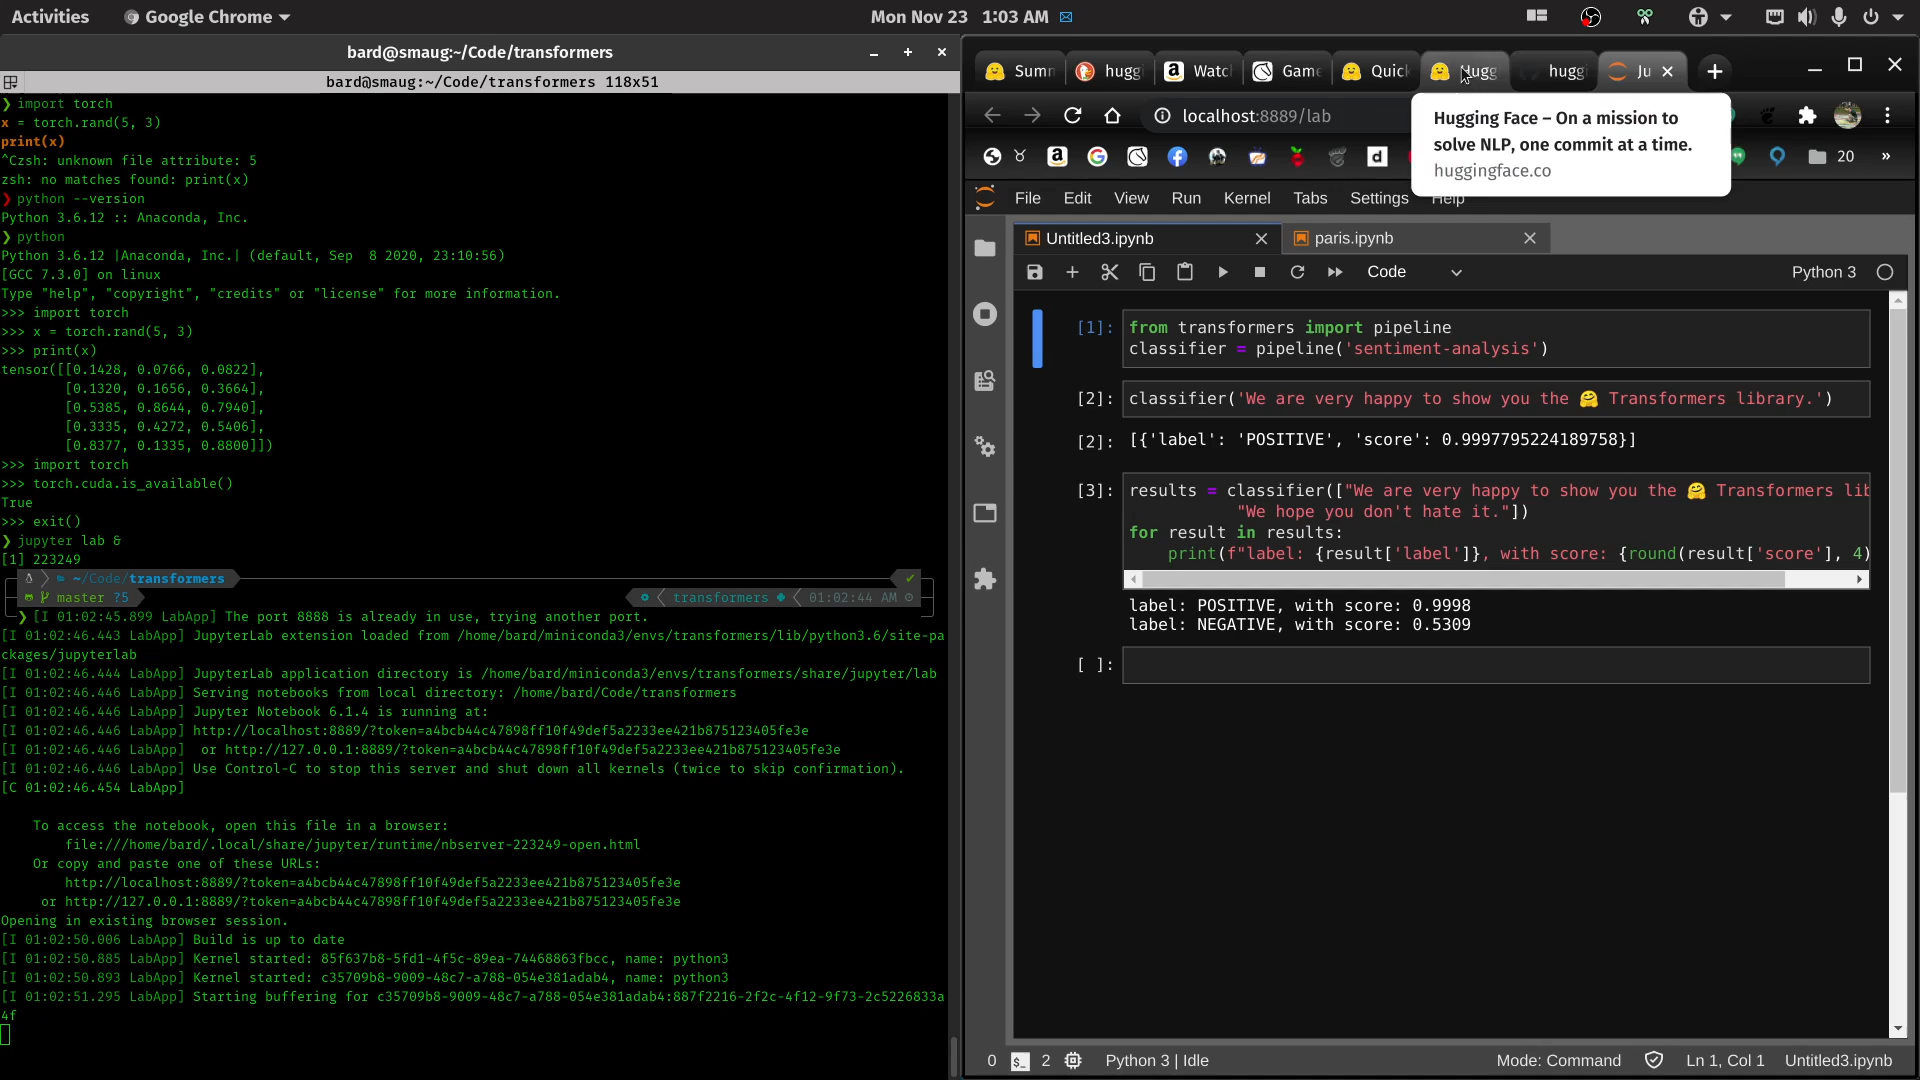 Activities
Google Chrome
Mon Nov 23 1:03 AM
bard@smaug:~/Code/transformers
bard@smaug:~/Code/transformers 118x51
❯ import torch
x = torch.rand(5, 3)
print(x)
^Czsh: unknown file attribute: 5
zsh: no matches found: print(x)
❯ python --version
Python 3.6.12 :: Anaconda, Inc.
❯ python
Python 3.6.12 |Anaconda, Inc.| (default, Sep  8 2020, 23:10:56)
[GCC 7.3.0] on linux
Type "help", "copyright", "credits" or "license" for more information.
>>> import torch
>>> x = torch.rand(5, 3)
>>> print(x)
tensor([[0.1428, 0.0766, 0.0822],
[0.1320, 0.1656, 0.3664],
[0.5385, 0.8644, 0.7940],
[0.3335, 0.4272, 0.5406],
[0.8377, 0.1335, 0.8800]])
>>> import torch
>>> torch.cuda.is_available()
True
>>> exit()
❯ jupyter lab &
[1] 223249
~/Code/transformers
master ?5
transformers
01:02:44 AM
❯ [I 01:02:45.899 LabApp] The port 8888 is already in use, trying another port.
[I 01:02:46.443 LabApp] JupyterLab extension loaded from /home/bard/miniconda3/envs/transformers/lib/python3.6/site-pa
ckages/jupyterlab
[I 01:02:46.444 LabApp] JupyterLab application directory is /home/bard/miniconda3/envs/transformers/share/jupyter/lab
[I 01:02:46.446 LabApp] Serving notebooks from local directory: /home/bard/Code/transformers
[I 01:02:46.446 LabApp] Jupyter Notebook 6.1.4 is running at:
[I 01:02:46.446 LabApp] http://localhost:8889/?token=a4bcb44c47898ff10f49def5a2233ee421b875123405fe3e
[I 01:02:46.446 LabApp]  or http://127.0.0.1:8889/?token=a4bcb44c47898ff10f49def5a2233ee421b875123405fe3e
[I 01:02:46.446 LabApp] Use Control-C to stop this server and shut down all kernels (twice to skip confirmation).
[C 01:02:46.454 LabApp]
To access the notebook, open this file in a browser:
file:///home/bard/.local/share/jupyter/runtime/nbserver-223249-open.html
Or copy and paste one of these URLs:
http://localhost:8889/?token=a4bcb44c47898ff10f49def5a2233ee421b875123405fe3e
or http://127.0.0.1:8889/?token=a4bcb44c47898ff10f49def5a2233ee421b875123405fe3e
Opening in existing browser session.
[I 01:02:50.006 LabApp] Build is up to date
[I 01:02:50.885 LabApp] Kernel started: 85f637b8-5fd1-4f5c-89ea-74468863fbcc, name: python3
[I 01:02:50.893 LabApp] Kernel started: c35709b8-9009-48c7-a788-054e381adab4, name: python3
[I 01:02:51.295 LabApp] Starting buffering for c35709b8-9009-48c7-a788-054e381adab4:887f2216-2f2c-4f12-9f73-2c5226833a
4f
Sumn
huggi
Watc
Game
Quick
Hugg
huggi
Ju
localhost:8889/lab
Hugging Face – On a mission to
solve NLP, one commit at a time.
huggingface.co
20
»
File Edit View Run Kernel Tabs Settings Help
Untitled3.ipynb
paris.ipynb
Code
Python 3
[1]: from transformers import pipeline
classifier = pipeline('sentiment-analysis')
[2]: classifier('We are very happy to show you the 🤗 Transformers library.')
[2]: [{'label': 'POSITIVE', 'score': 0.9997795224189758}]
[3]: results = classifier(["We are very happy to show you the 🤗 Transformers lib
"We hope you don't hate it."])
for result in results:
print(f"label: {result['label']}, with score: {round(result['score'], 4)
label: POSITIVE, with score: 0.9998
label: NEGATIVE, with score: 0.5309
[ ]:
0
2
Python 3 | Idle
Mode: Command
Ln 1, Col 1
Untitled3.ipynb